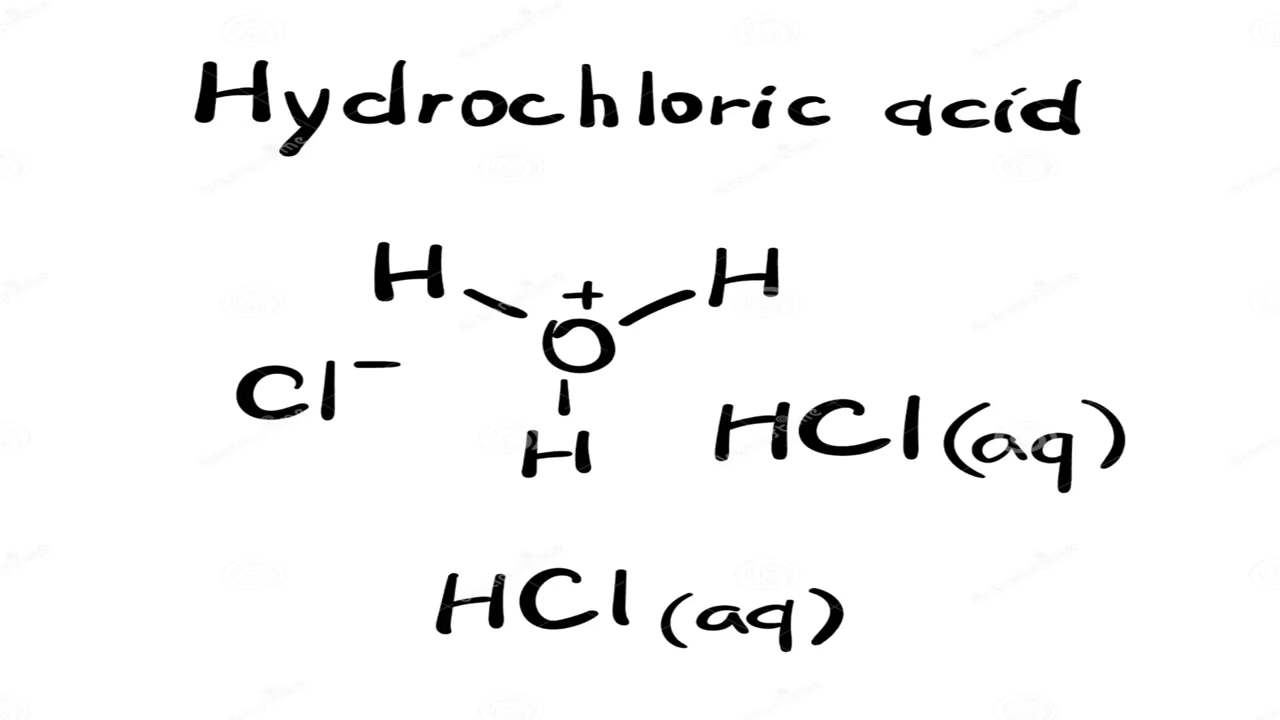 Hydrochloric acid
H + H
O
Cl⁻
H
HCl(aq)
HCl (aq)